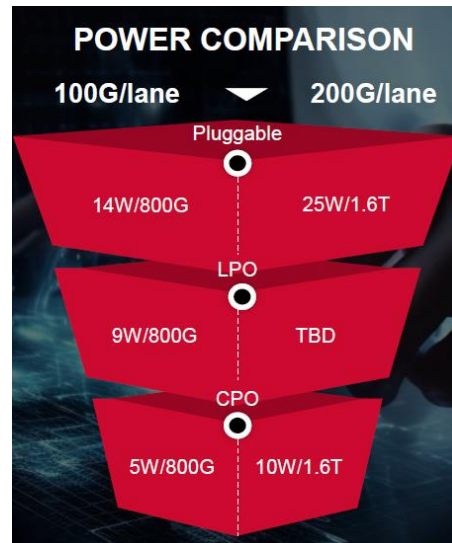 POWER COMPARISON
100G/lane 200G/lane
Pluggable
14W/800G 25W/1.6T
LPO
9W/800G TBD
CPO
5W/800G 10W/1.6T